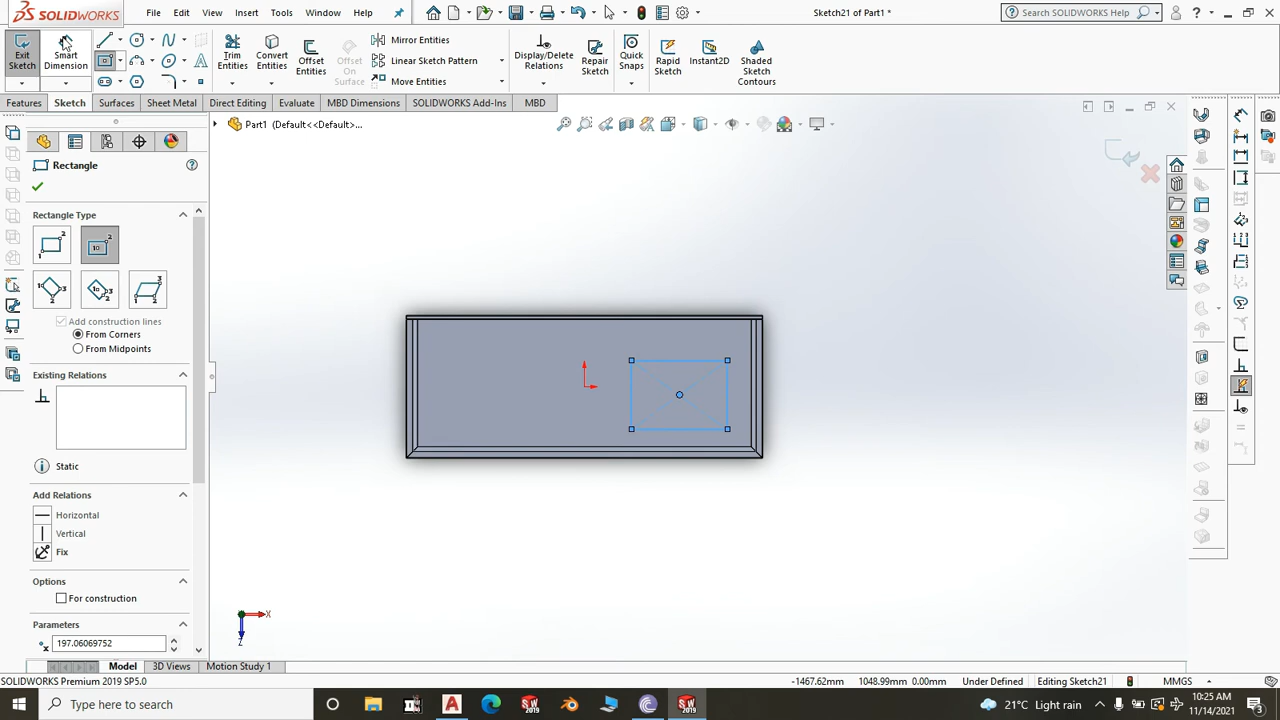 SOLIDWORKS File Edit View Insert Tools Window Help Sketch21 of Part1 * Search SOLIDWORKS Help
Exit Sketch
Smart Dimension
Trim Entities
Convert Entities
Offset Entities
Offset On Surface
Mirror Entities
Linear Sketch Pattern
Move Entities
Display/Delete Relations
Repair Sketch
Quick Snaps
Rapid Sketch
Instant2D
Shaded Sketch Contours
Features Sketch Surfaces Sheet Metal Direct Editing Evaluate MBD Dimensions SOLIDWORKS Add-Ins MBD
Part1 (Default<<Default>...
Rectangle
Rectangle Type
Add construction lines
From Corners
From Midpoints
Existing Relations
Static
Add Relations
Horizontal
Vertical
Fix
Options
For construction
Parameters
197.06069752
X
Z
Model 3D Views Motion Study 1
SOLIDWORKS Premium 2019 SP5.0 -1467.62mm 1048.99mm 0.00mm Under Defined Editing Sketch21 MMGS
Type here to search 21°C Light rain 10:25 AM
11/14/2021